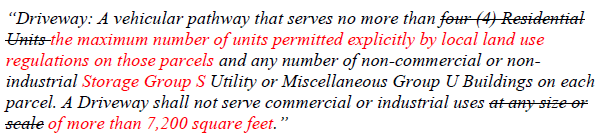 “Driveway: A vehicular pathway that serves no more than four (4) Residential
Units the maximum number of units permitted explicitly by local land use
regulations on those parcels and any number of non-commercial or non-
industrial Storage Group S Utility or Miscellaneous Group U Buildings on each
parcel. A Driveway shall not serve commercial or industrial uses at any size or
scale of more than 7,200 square feet.”